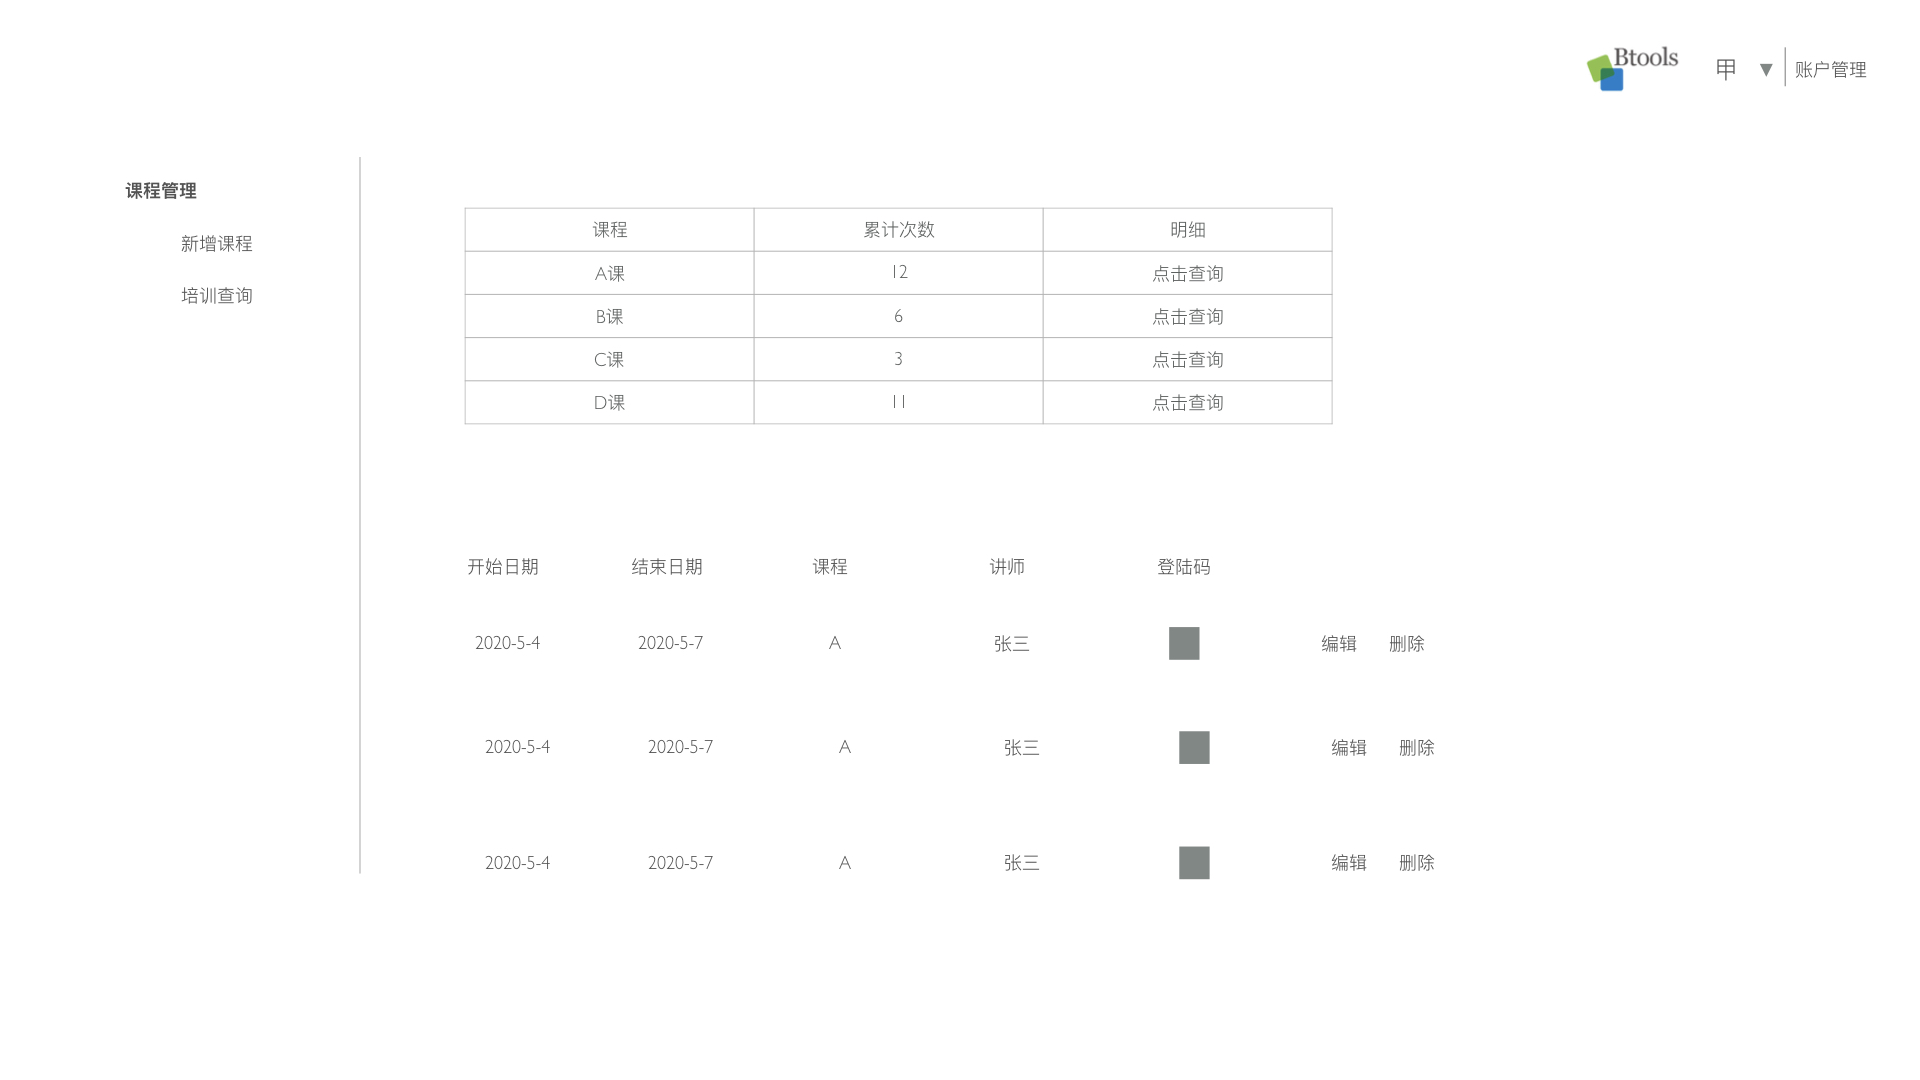 Btools 甲 ▼ 账户管理
课程管理
新增课程
培训查询
课程 累计次数 明细
A课 12 点击查询
B课 6 点击查询
C课 3 点击查询
D课 11 点击查询
开始日期 结束日期 课程 讲师 登陆码
2020-5-4 2020-5-7 A 张三 编辑 删除
2020-5-4 2020-5-7 A 张三 编辑 删除
2020-5-4 2020-5-7 A 张三 编辑 删除